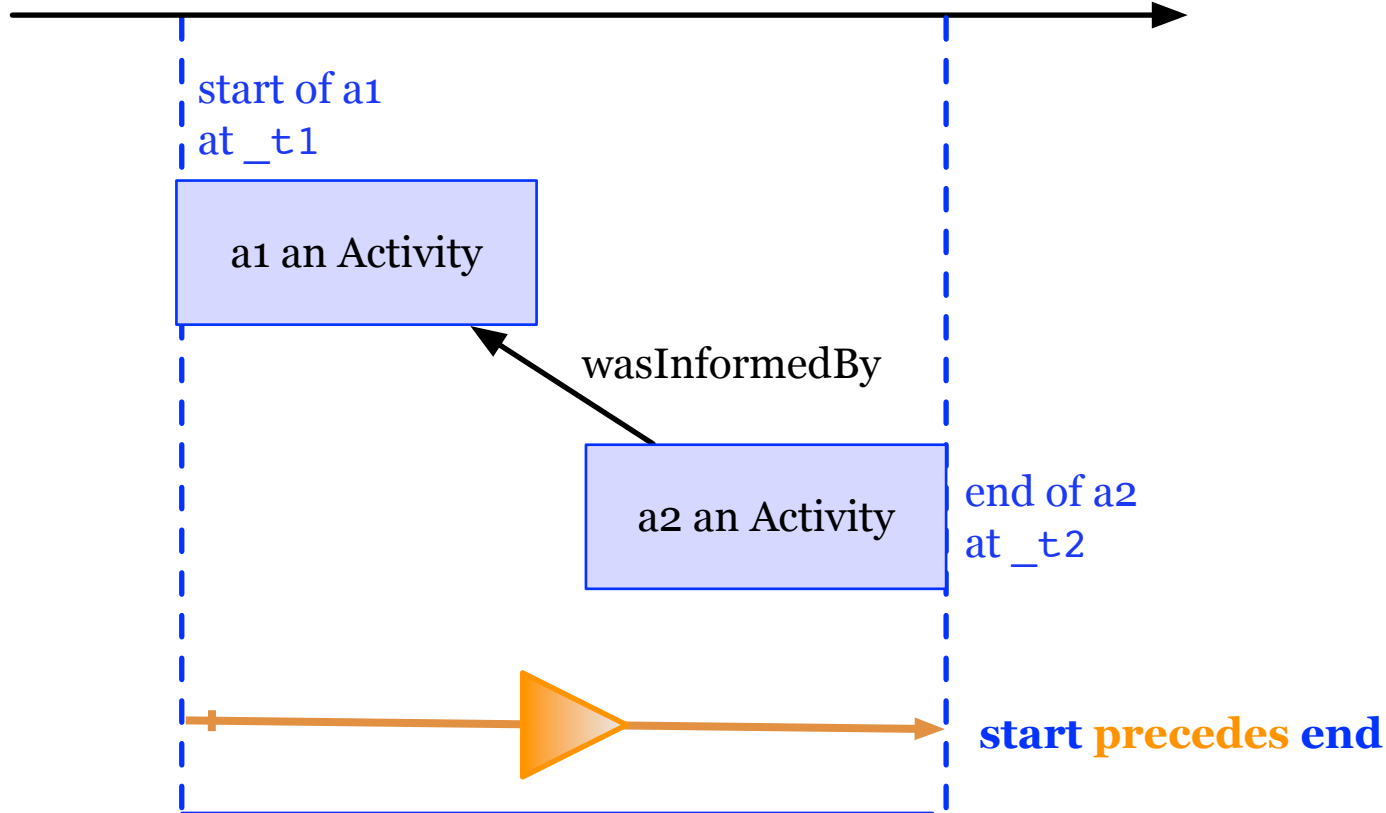 start of a1
at _t1
a1 an Activity
wasInformedBy
a2 an Activity
end of a2
at _t2
start precedes end